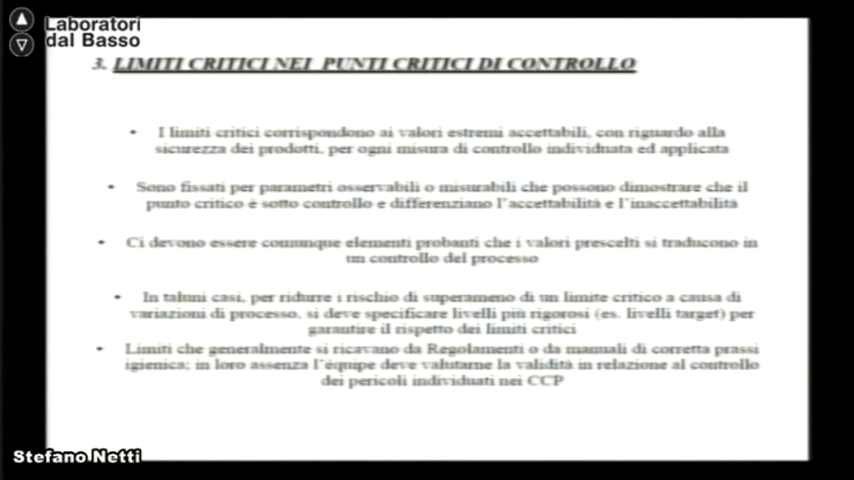 Laboratori
dal Basso
3. LIMITI CRITICI NEI PUNTI CRITICI DI CONTROLLO
• I limiti critici corrispondono ai valori estremi accettabili, con riguardo alla
sicurezza dei prodotti, per ogni misura di controllo individuata ed applicata
• Sono fissati per parametri osservabili o misurabili che possono dimostrare che il
punto critico è sotto controllo e differenziano l'accettabilità e l'inaccettabilità
• Ci devono essere comunque elementi probanti che i valori prescelti si traducono in
un controllo del processo
• In taluni casi, per ridurre i rischio di superameno di un limite critico a causa di
variazioni di processo, si deve specificare livelli più rigorosi (es. livelli target) per
garantire il rispetto dei limiti critici
• Limiti che generalmente si ricavano da Regolamenti o da manuali di corretta prassi
igienica; in loro assenza l'équipe deve valutarne la validità in relazione al controllo
dei pericoli individuati nei CCP
Stefano Netti